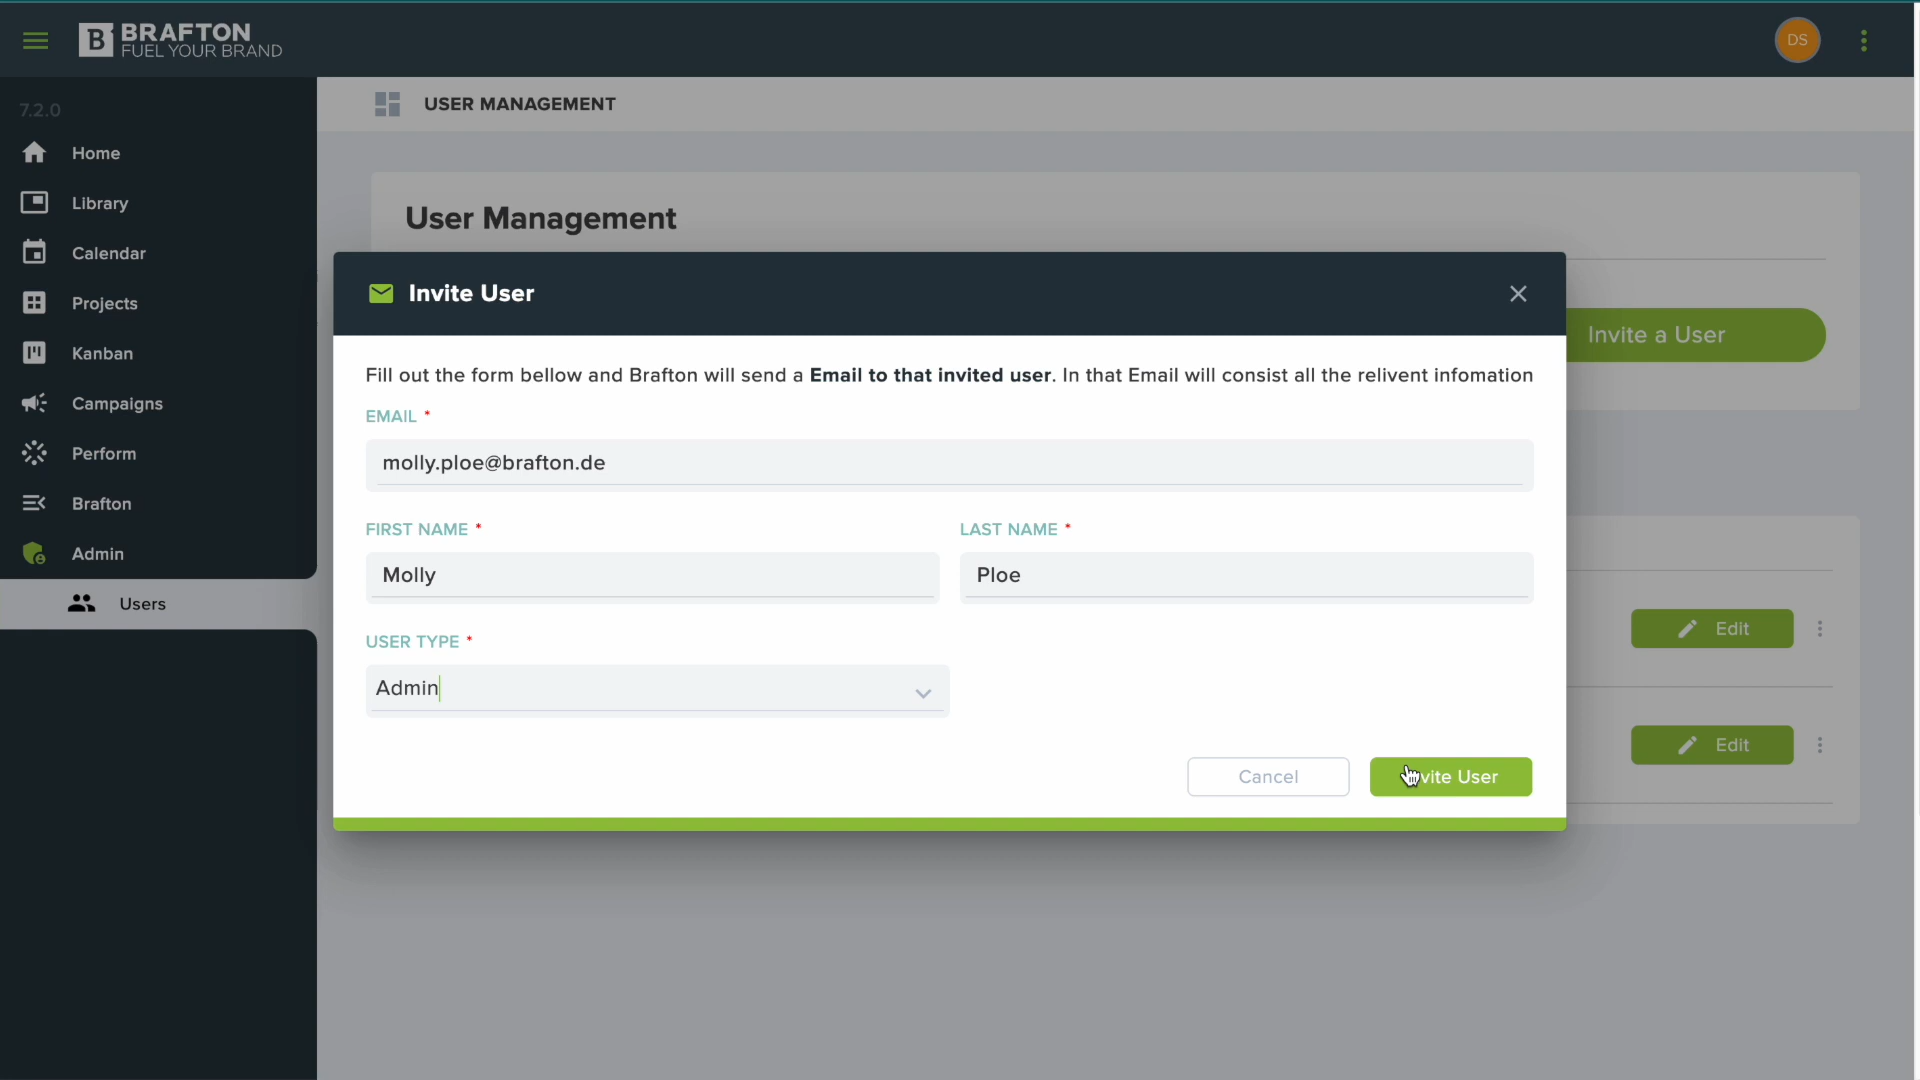 B BRAFTON
FUEL YOUR BRAND
DS
7.2.0
Home
Library
Calendar
Projects
Kanban
Campaigns
Perform
Brafton
Admin
Users
USER MANAGEMENT
User Management
Invite a User
Invite User
Fill out the form bellow and Brafton will send a Email to that invited user. In that Email will consist all the relivent infomation
EMAIL *
molly.ploe@brafton.de
FIRST NAME * LAST NAME *
Molly Ploe
USER TYPE *
Admin
Cancel vite User
Edit
Edit